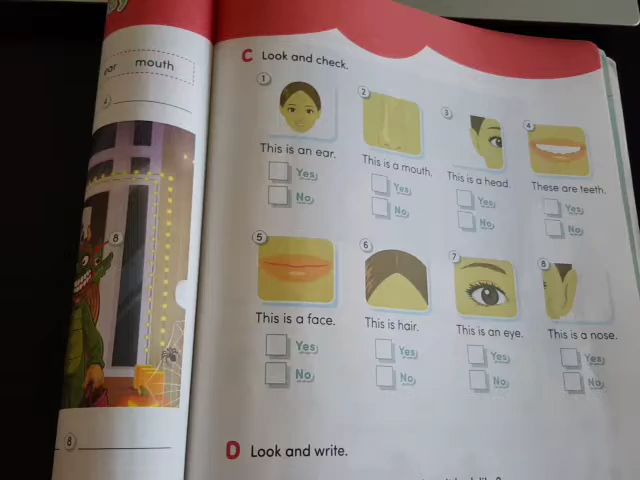 ear mouth
4
8
8
C Look and check.
1
This is an ear.
Yes
No
2
This is a mouth.
Yes
No
3
This is a head.
Yes
No
4
These are teeth.
Yes
No
5
This is a face.
Yes
No
6
This is hair.
Yes
No
7
This is an eye.
Yes
No
8
This is a nose.
Yes
No
D Look and write.